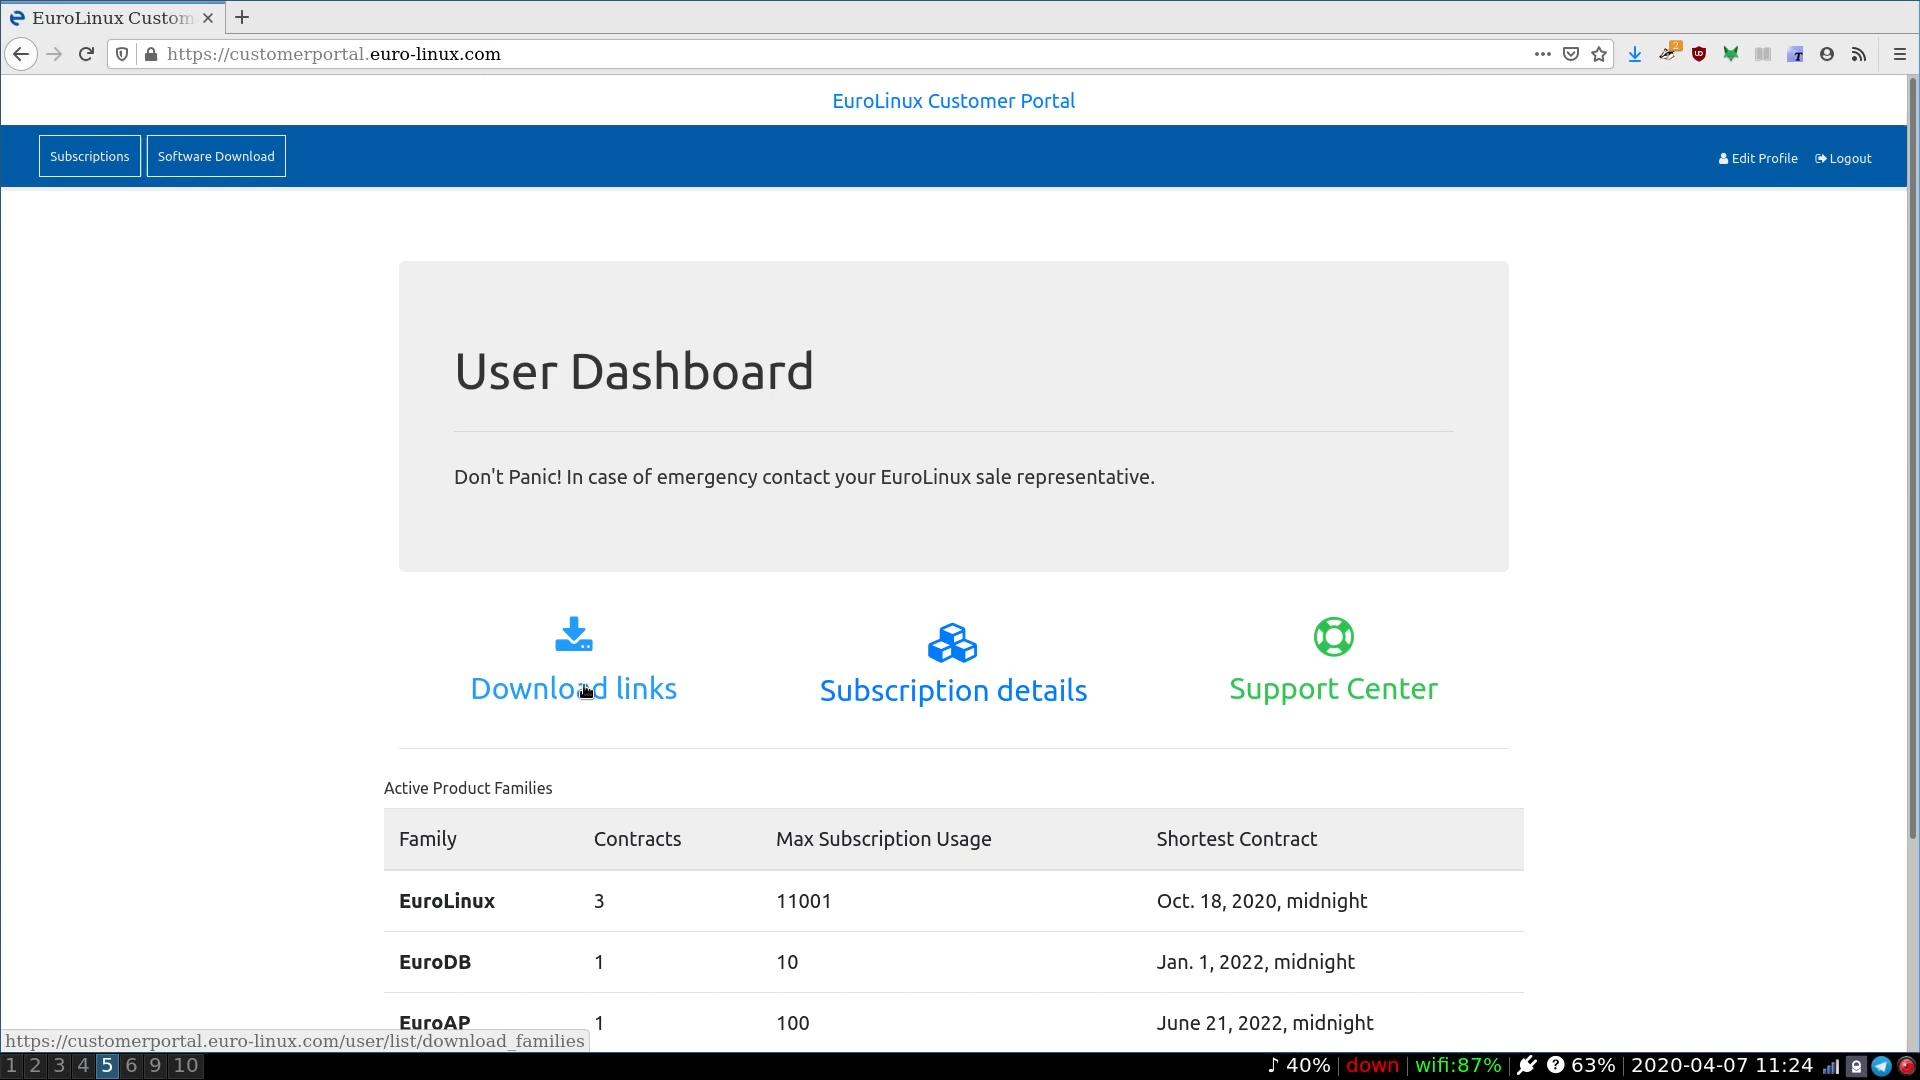 EuroLinux Custom
https://customerportal.euro-linux.com
2
EuroLinux Customer Portal
Subscriptions
Software Download
Edit Profile
Logout
User Dashboard
Don't Panic! In case of emergency contact your EuroLinux sale representative.
Download links
Subscription details
Support Center
Active Product Families
Family Contracts Max Subscription Usage Shortest Contract
EuroLinux 3 11001 Oct. 18, 2020, midnight
EuroDB 1 10 Jan. 1, 2022, midnight
EuroAP 1 100 June 21, 2022, midnight
https://customerportal.euro-linux.com/user/list/download_families
1 2 3 4 5 6 9 10
♪ 40% | down | wifi:87% | ? 63% | 2020-04-07 11:24